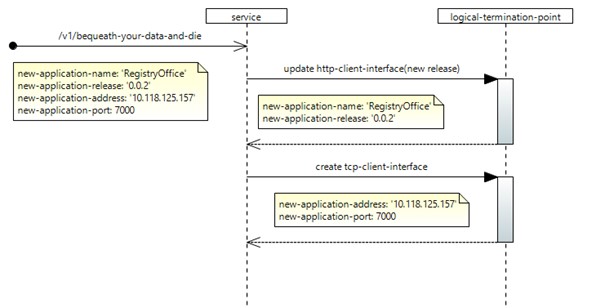 service
logical-termination-point
/v1/bequeath-your-data-and-die
new-application-name: 'RegistryOffice'
new-application-release: '0.0.2'
new-application-address: '10.118.125.157'
new-application-port: 7000
update http-client-interface(new release)
new-application-name: 'RegistryOffice'
new-application-release: '0.0.2'
create tcp-client-interface
new-application-address: '10.118.125.157'
new-application-port: 7000